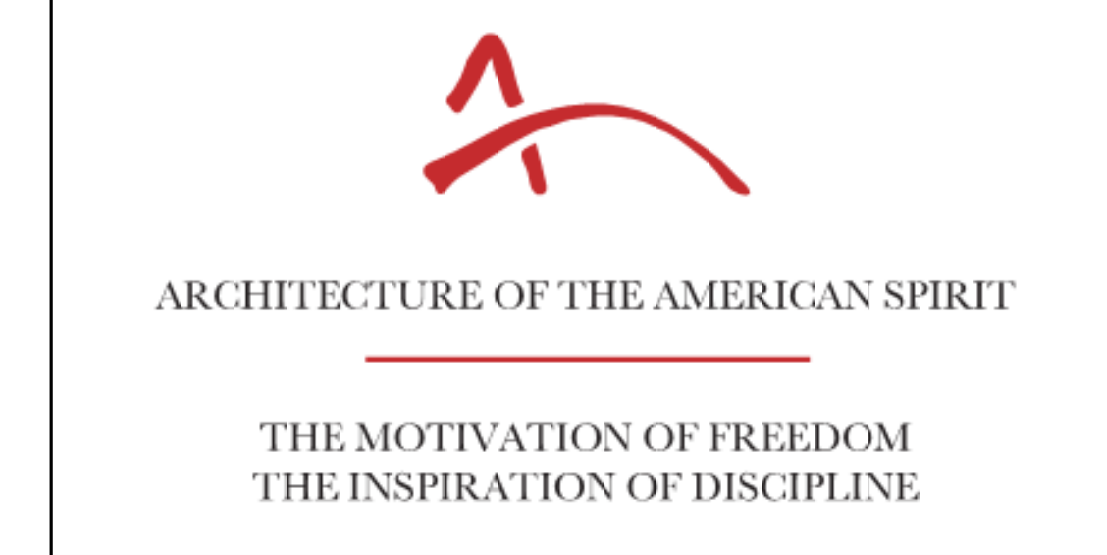 ARCHITECTURE OF THE AMERICAN SPIRIT
THE MOTIVATION OF FREEDOM
THE INSPIRATION OF DISCIPLINE